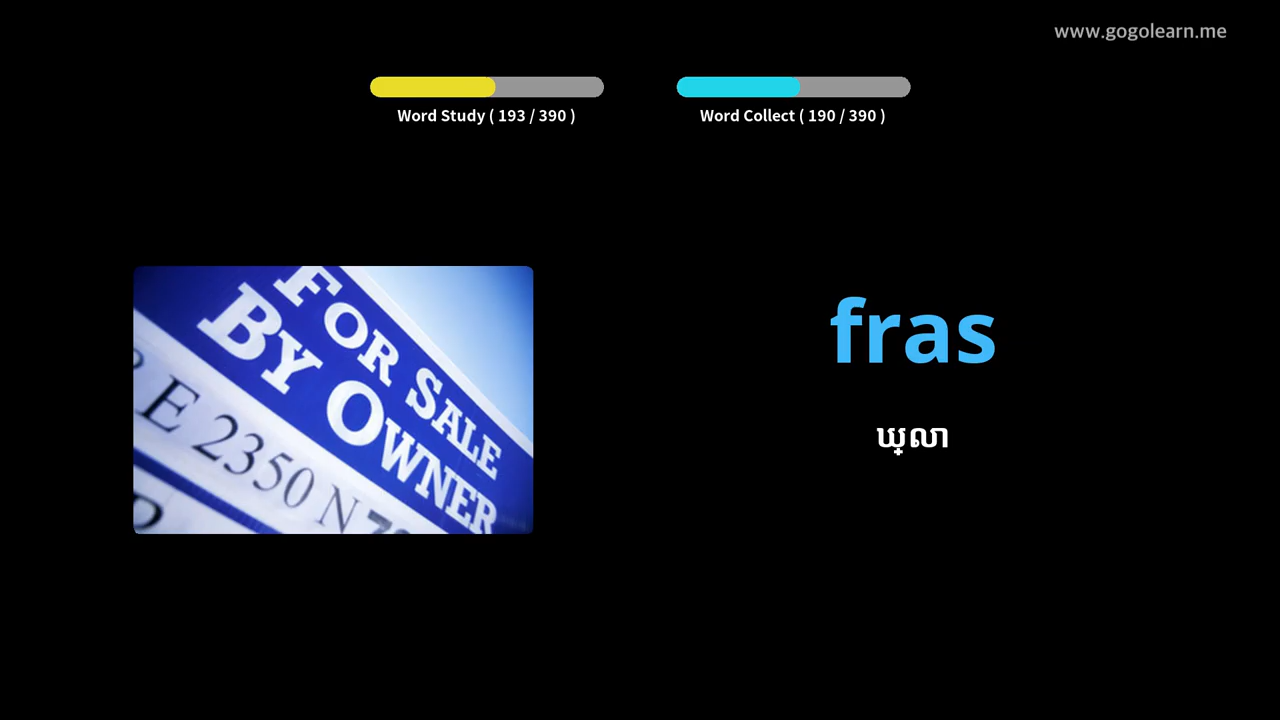 www.gogolearn.me
Word Study ( 193 / 390 )
Word Collect ( 190 / 390 )
FOR SALE
BY OWNER
E 2350 N
fras
ឃ្លា